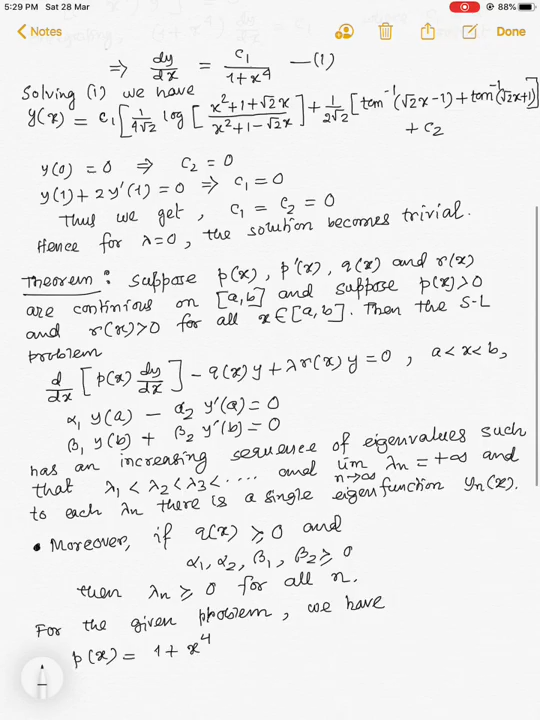 5:29 PM Sat 28 Mar
88%
Notes
Done
⇒ dy/dx = c₁/(1+x⁴) —(1)
Solving (1) we have
y(x) = c₁[1/(4√2) log[(x²+1+√2x)/(x²+1-√2x)] + 1/(2√2)[tan⁻¹(√2x-1)+tan⁻¹(√2x+1)]
+ c₂
y(0) = 0 ⇒ c₂ = 0
y(1) + 2y'(1) = 0 ⇒ c₁ = 0
Thus we get, c₁ = c₂ = 0
Hence for λ=0, the solution becomes trivial.
Theorem: Suppose p(x), p'(x), q(x) and r(x)
are continious on [a,b] and suppose p(x)>0
and r(x)>0 for all x∈[a,b]. Then the S-L
problem
d/dx [p(x) dy/dx] - q(x)y + λr(x)y = 0, a<x<b,
α₁ y(a) - α₂ y'(a) = 0
β₁ y(b) + β₂ y'(b) = 0
has an increasing sequence of eigenvalues such
that λ₁ < λ₂ < λ₃ < .... and lim n→∞ λn = +∞ and
to each λn there is a single eigenfunction yn(x).
• Moreover, if q(x) ⩾ 0 and
α₁, α₂, β₁, β₂ ⩾ 0
then λn ⩾ 0 for all n.
For the given problem, we have
p(x) = 1 + x⁴